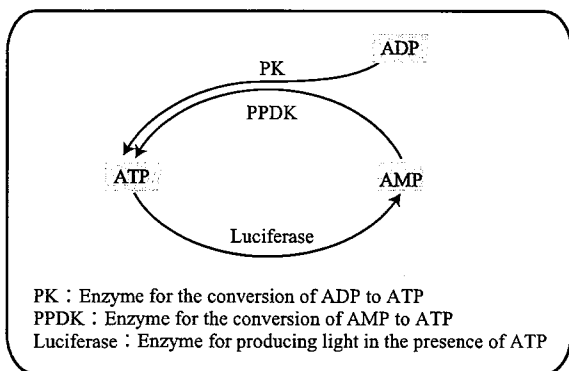 ADP
PK
PPDK
ATP
AMP
Luciferase
PK : Enzyme for the conversion of ADP to ATP
PPDK : Enzyme for the conversion of AMP to ATP
Luciferase : Enzyme for producing light in the presence of ATP